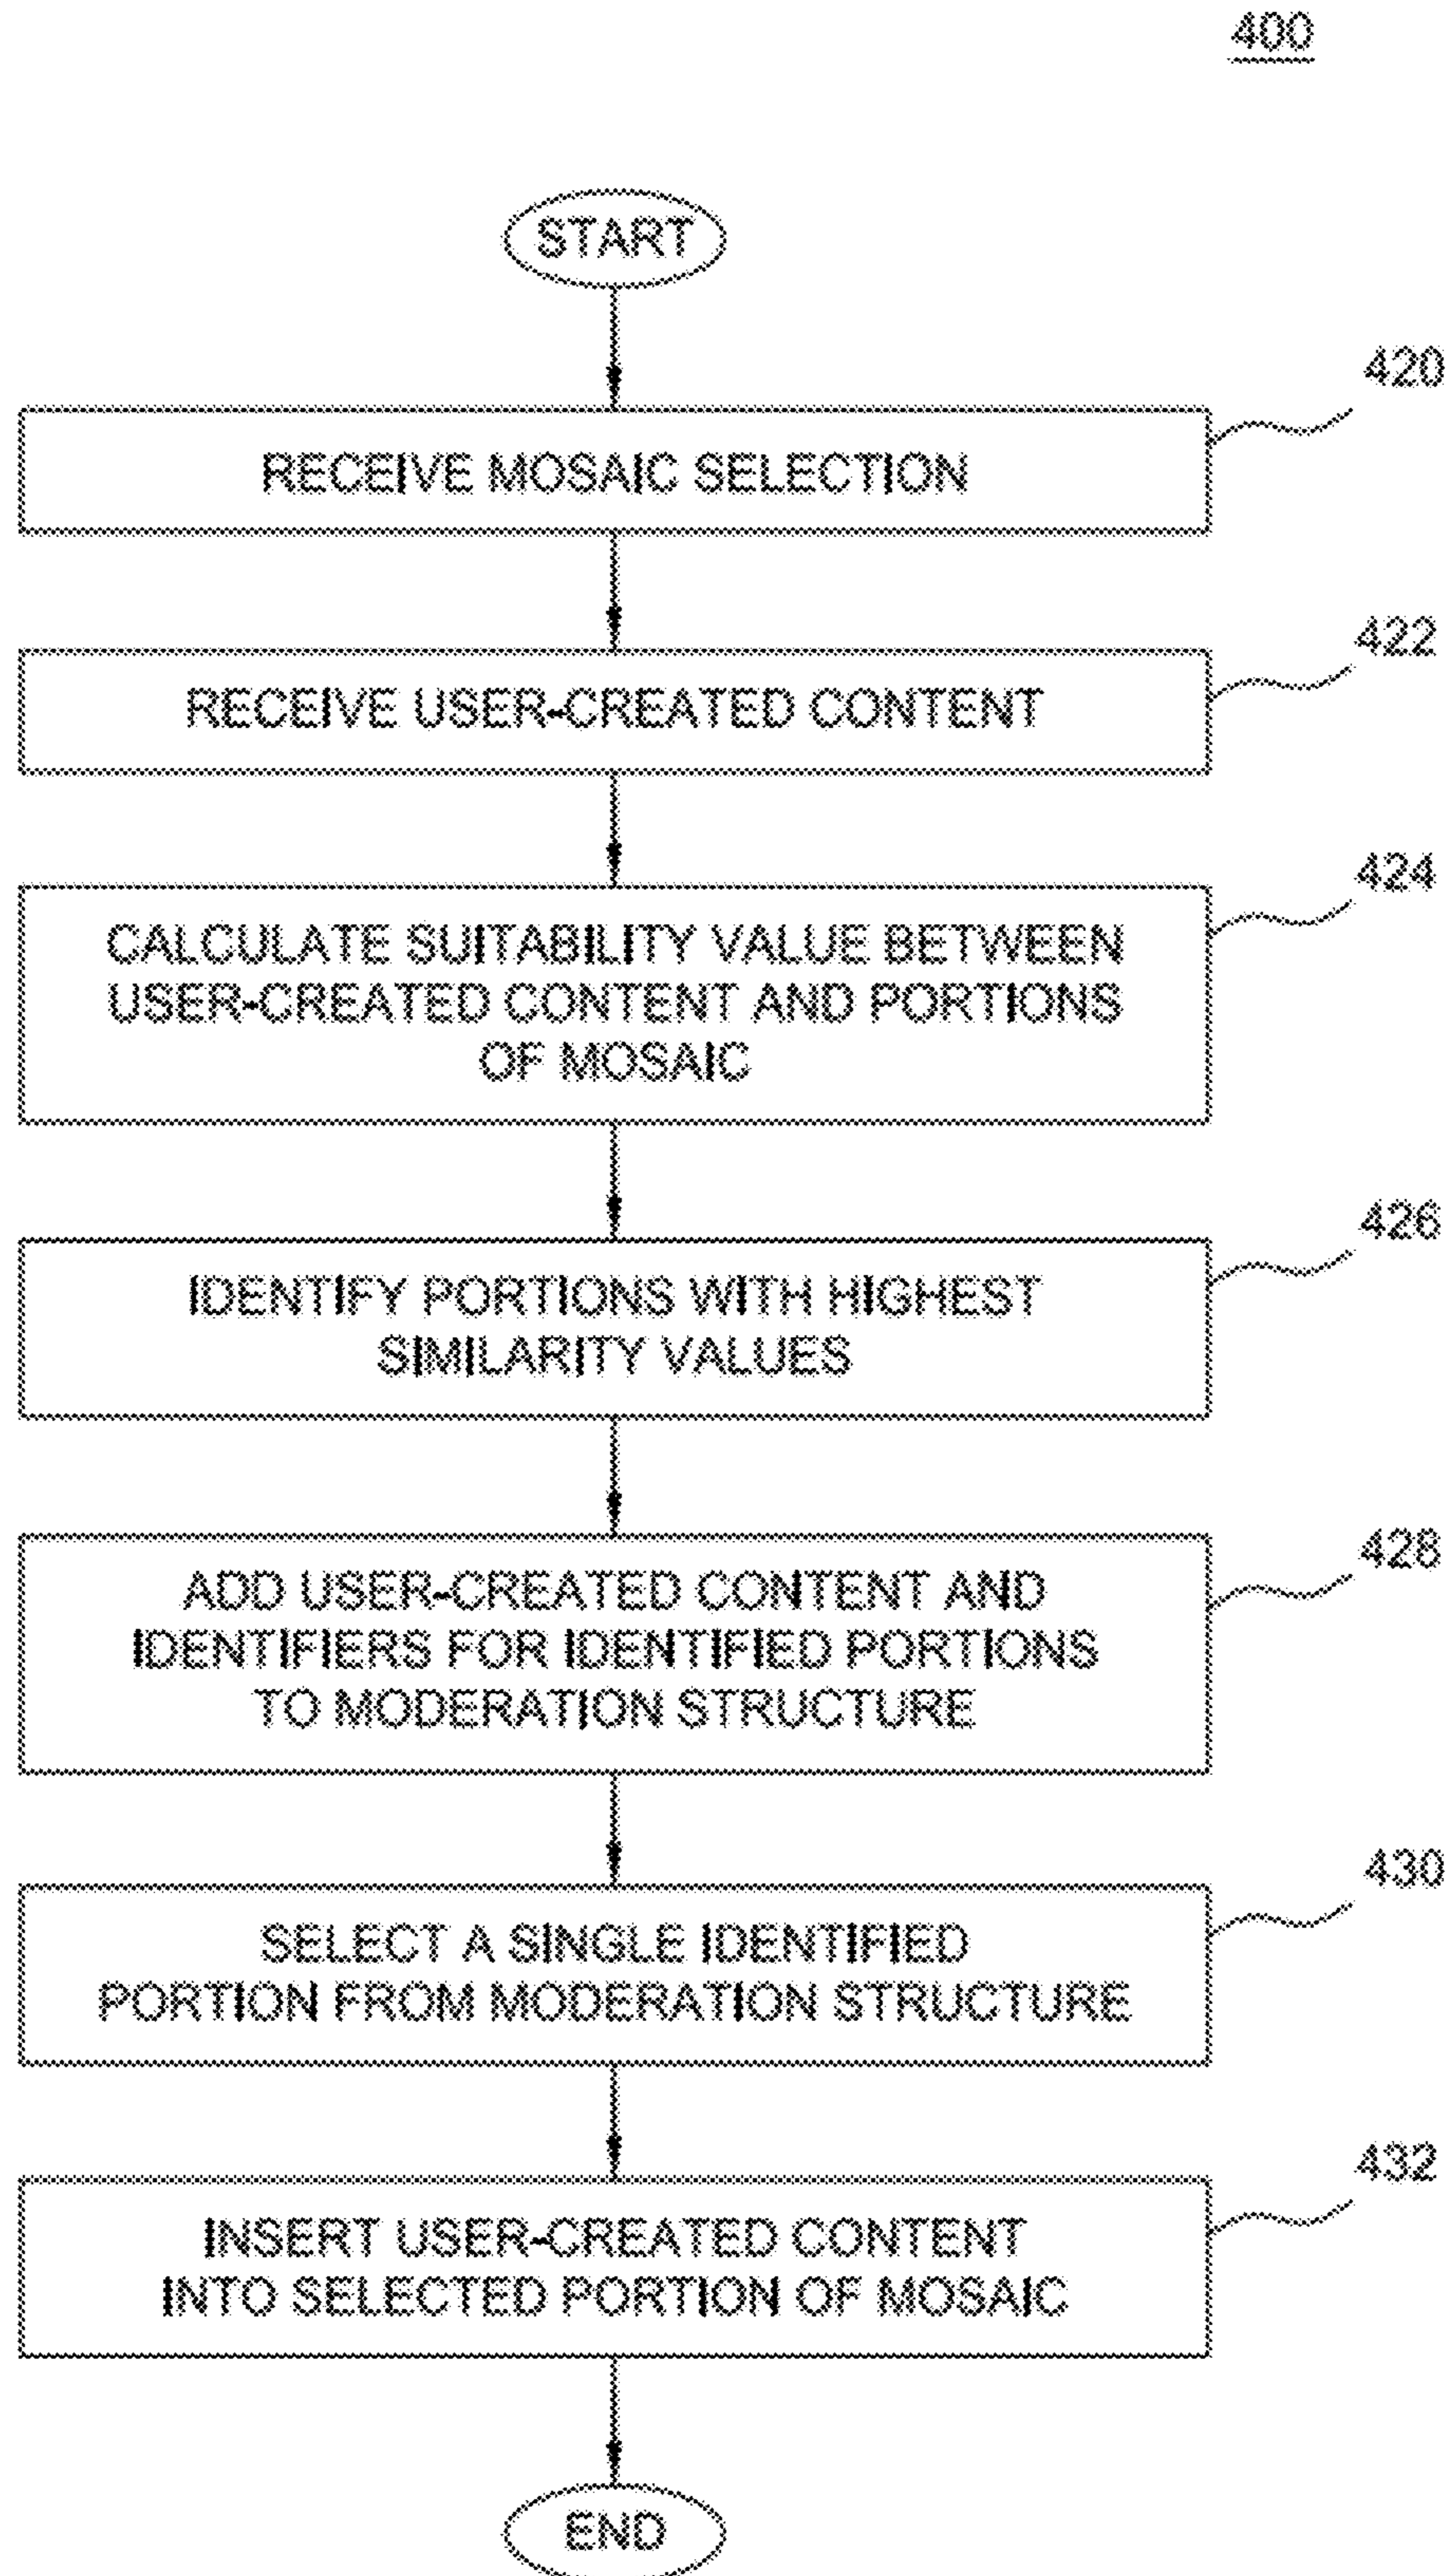 400
START
420
RECEIVE MOSAIC SELECTION
422
RECEIVE USER-CREATED CONTENT
424
CALCULATE SUITABILITY VALUE BETWEEN
USER-CREATED CONTENT AND PORTIONS
OF MOSAIC
426
IDENTIFY PORTIONS WITH HIGHEST
SIMILARITY VALUES
428
ADD USER-CREATED CONTENT AND
IDENTIFIERS FOR IDENTIFIED PORTIONS
TO MODERATION STRUCTURE
430
SELECT A SINGLE IDENTIFIED
PORTION FROM MODERATION STRUCTURE
432
INSERT USER-CREATED CONTENT
INTO SELECTED PORTION OF MOSAIC
END